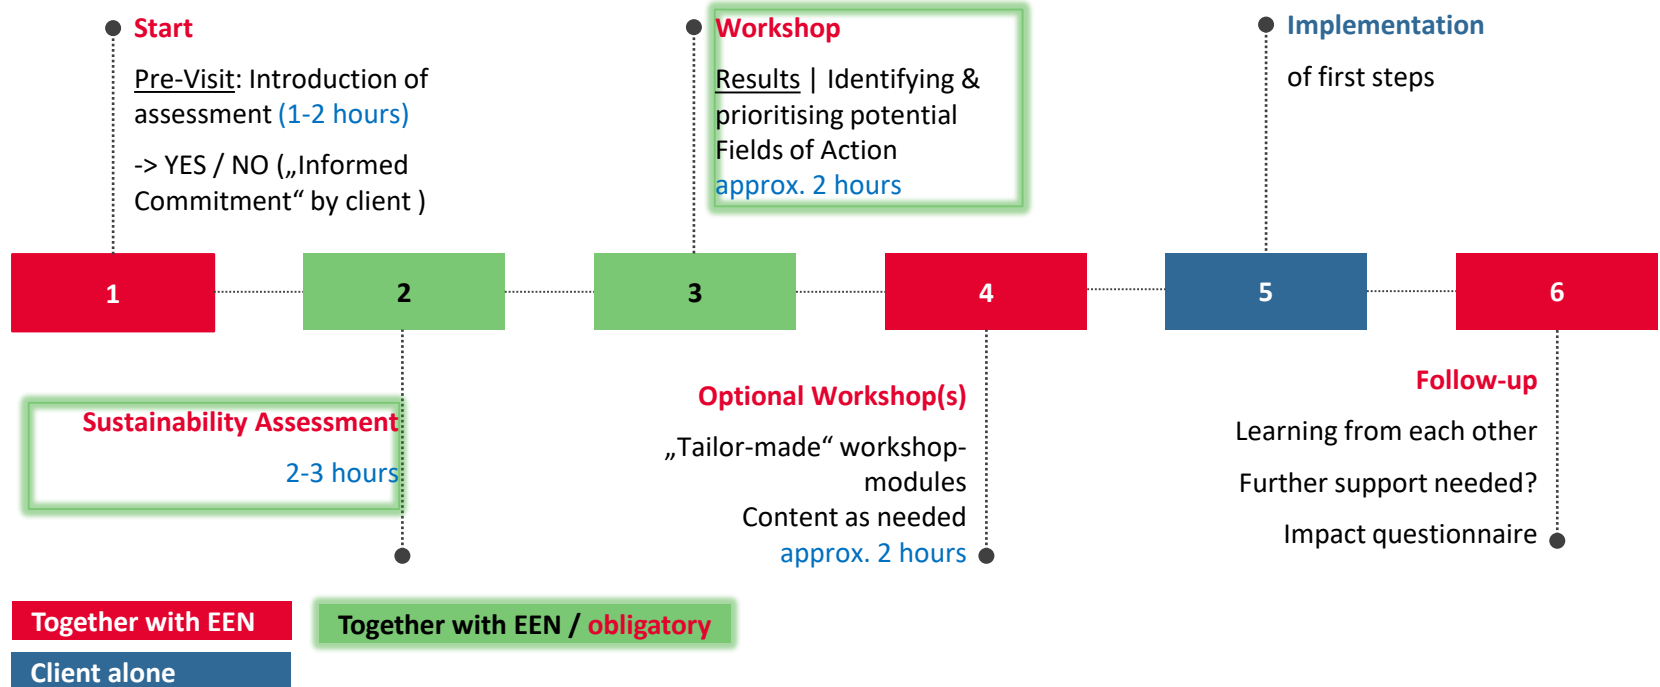 Start
Pre-Visit: Introduction of
assessment (1-2 hours)
-> YES / NO („Informed
Commitment“ by client )
Workshop
Results | Identifying &
prioritising potential
Fields of Action
approx. 2 hours
Implementation
of first steps
1
2
3
4
5
6
Sustainability Assessment
2-3 hours
Optional Workshop(s)
„Tailor-made“ workshop-
modules
Content as needed
approx. 2 hours
Follow-up
Learning from each other
Further support needed?
Impact questionnaire
Together with EEN
Together with EEN / obligatory
Client alone